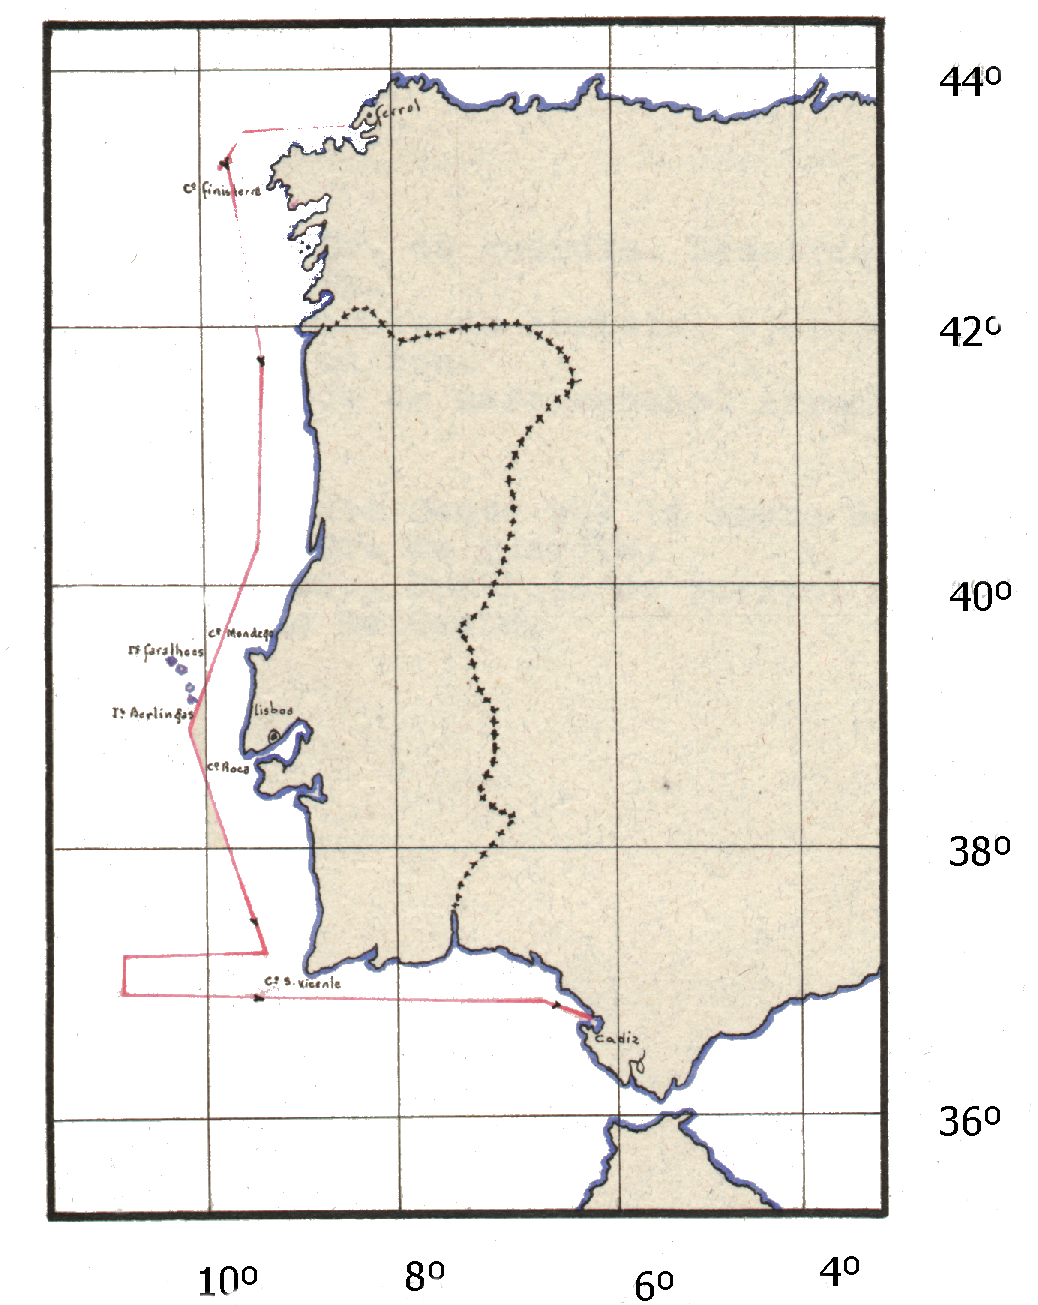 44º
ferrol
Cº finisterre
42º
40º
Cº Mondego
Iˢ faralhoes
Iˢ Berlingas
Lisboa
Cº Roca
38º
Cº S. Vicente
Cadiz
36º
10º
8º
6º
4º